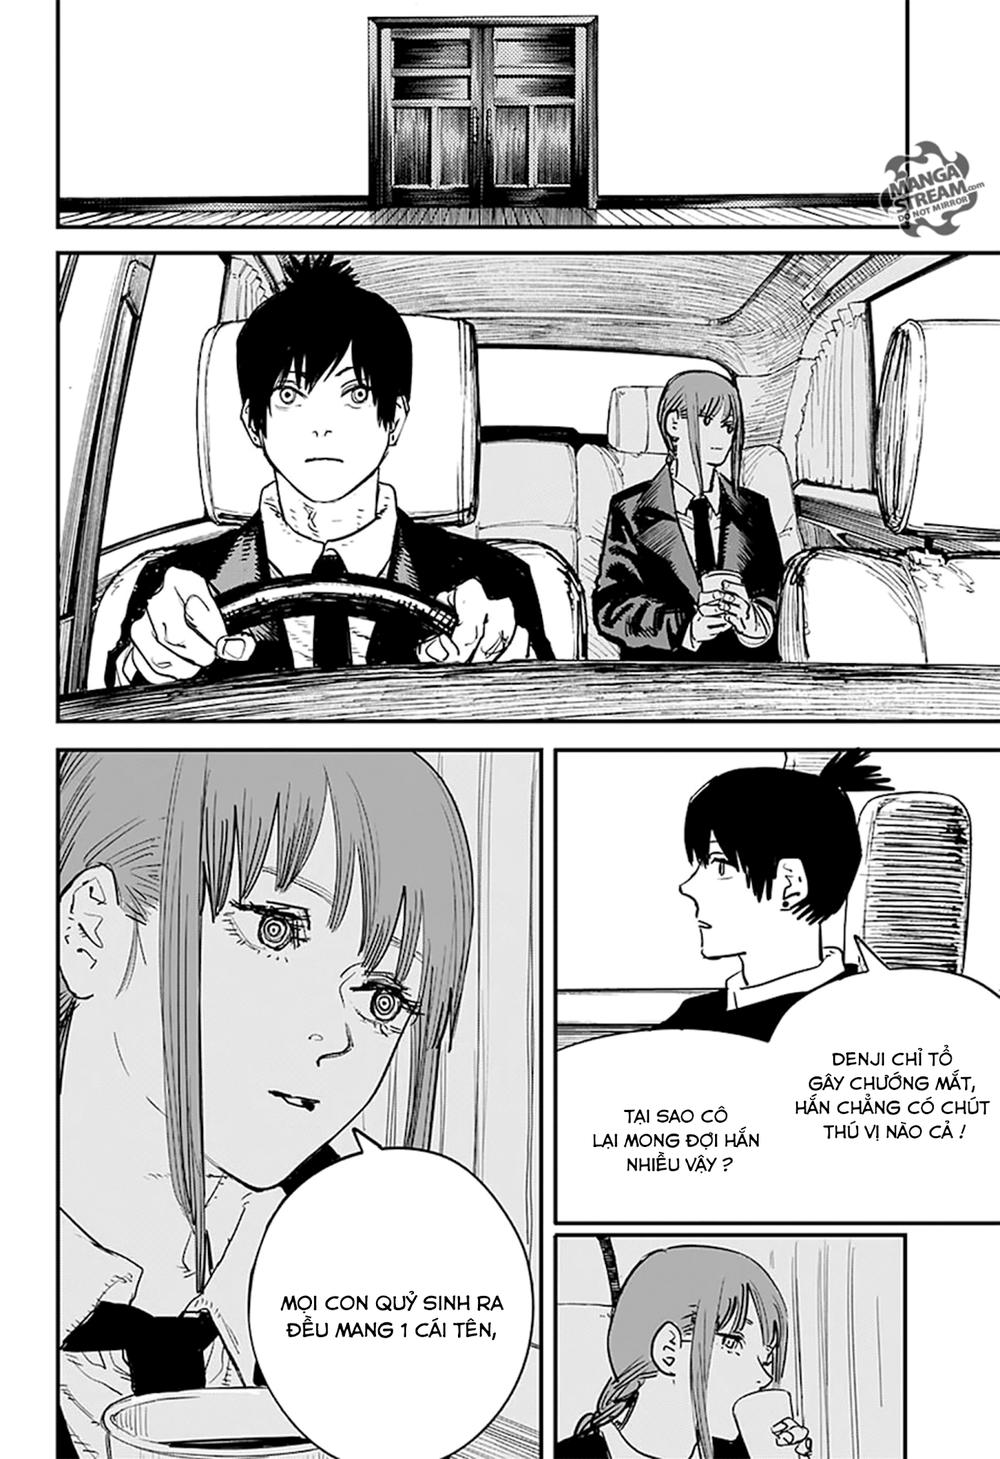 MANGA
STREAM.com
DO NOT MIRROR
DENJI CHỈ TỔ
GÂY CHƯỚNG MẮT,
HẮN CHẲNG CÓ CHÚT
THÚ VỊ NÀO CẢ !
TẠI SAO CÔ
LẠI MONG ĐỢI HẮN
NHIỀU VẬY ?
MỌI CON QUỶ SINH RA
ĐỀU MANG 1 CÁI TÊN,